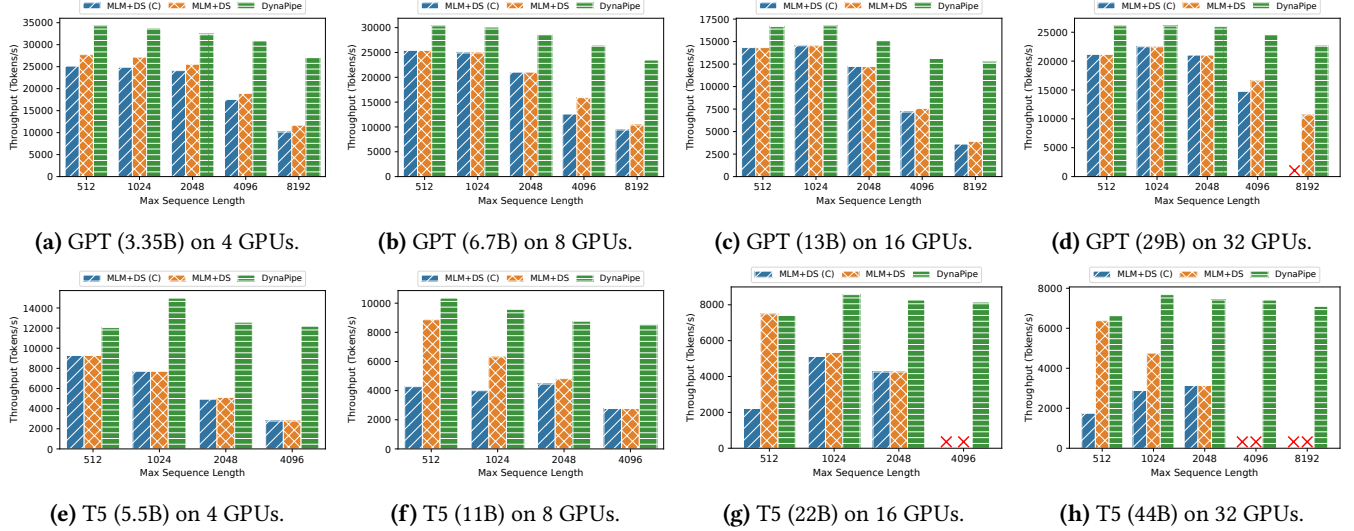 MLM+DS (C) MLM+DS DynaPipe
Throughput (Tokens/s)
35000
30000
25000
20000
15000
10000
5000
0
512 1024 2048 4096 8192
Max Sequence Length
(a) GPT (3.35B) on 4 GPUs.
MLM+DS (C) MLM+DS DynaPipe
Throughput (Tokens/s)
30000
25000
20000
15000
10000
5000
0
512 1024 2048 4096 8192
Max Sequence Length
(b) GPT (6.7B) on 8 GPUs.
MLM+DS (C) MLM+DS DynaPipe
Throughput (Tokens/s)
17500
15000
12500
10000
7500
5000
2500
0
512 1024 2048 4096 8192
Max Sequence Length
(c) GPT (13B) on 16 GPUs.
MLM+DS (C) MLM+DS DynaPipe
Throughput (Tokens/s)
25000
20000
15000
10000
5000
0
512 1024 2048 4096 8192
Max Sequence Length
(d) GPT (29B) on 32 GPUs.
MLM+DS (C) MLM+DS DynaPipe
Throughput (Tokens/s)
14000
12000
10000
8000
6000
4000
2000
0
512 1024 2048 4096
Max Sequence Length
(e) T5 (5.5B) on 4 GPUs.
MLM+DS (C) MLM+DS DynaPipe
Throughput (Tokens/s)
10000
8000
6000
4000
2000
0
512 1024 2048 4096
Max Sequence Length
(f) T5 (11B) on 8 GPUs.
MLM+DS (C) MLM+DS DynaPipe
Throughput (Tokens/s)
8000
6000
4000
2000
0
512 1024 2048 4096
Max Sequence Length
(g) T5 (22B) on 16 GPUs.
MLM+DS (C) MLM+DS DynaPipe
Throughput (Tokens/s)
8000
6000
4000
2000
0
512 1024 2048 4096 8192
Max Sequence Length
(h) T5 (44B) on 32 GPUs.